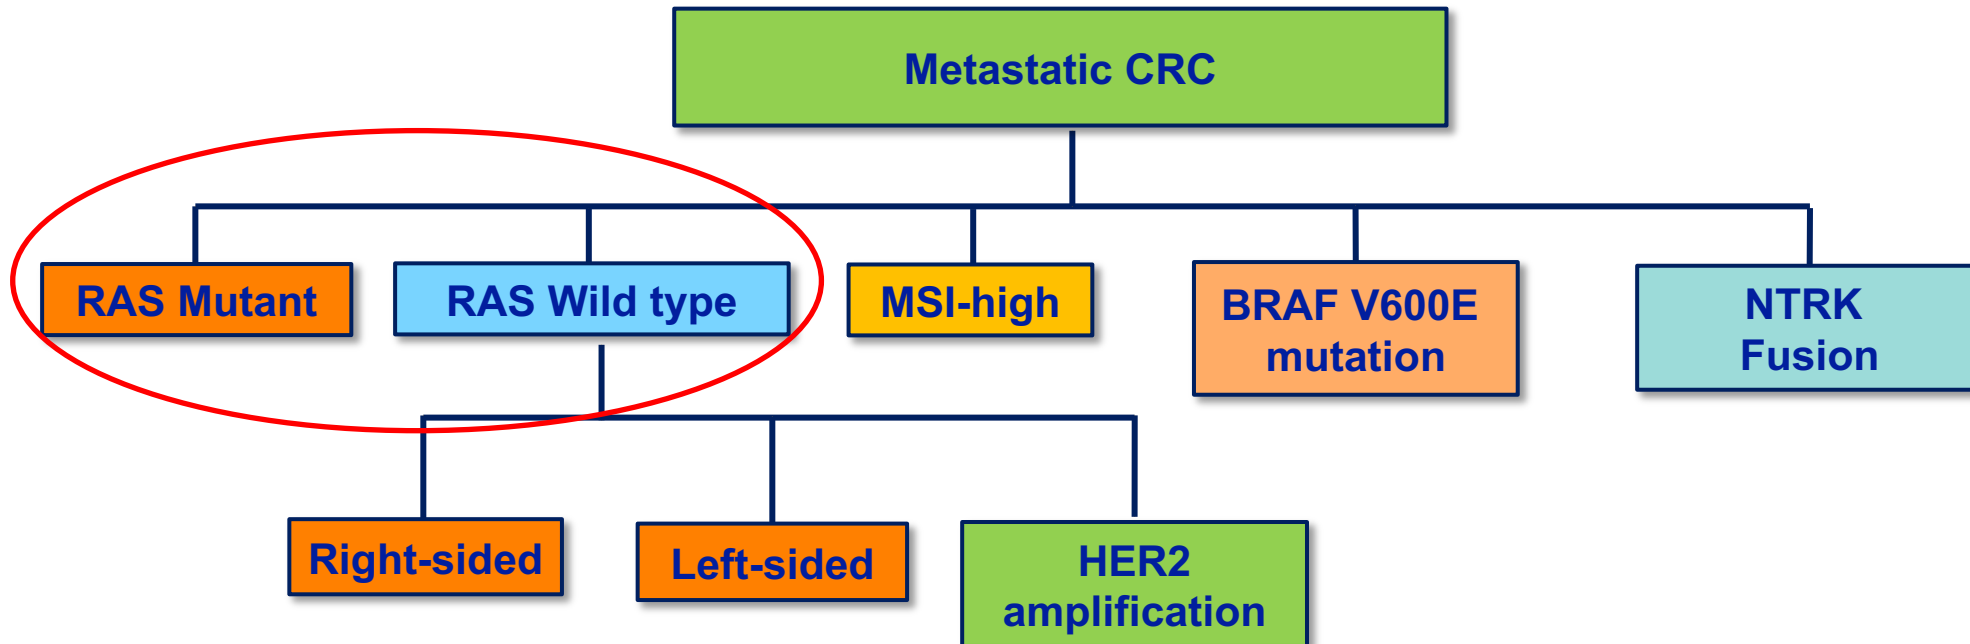 Metastatic CRC
RAS Mutant
RAS Wild type
MSI-high
BRAF V600E
mutation
NTRK
Fusion
Right-sided
Left-sided
HER2
amplification